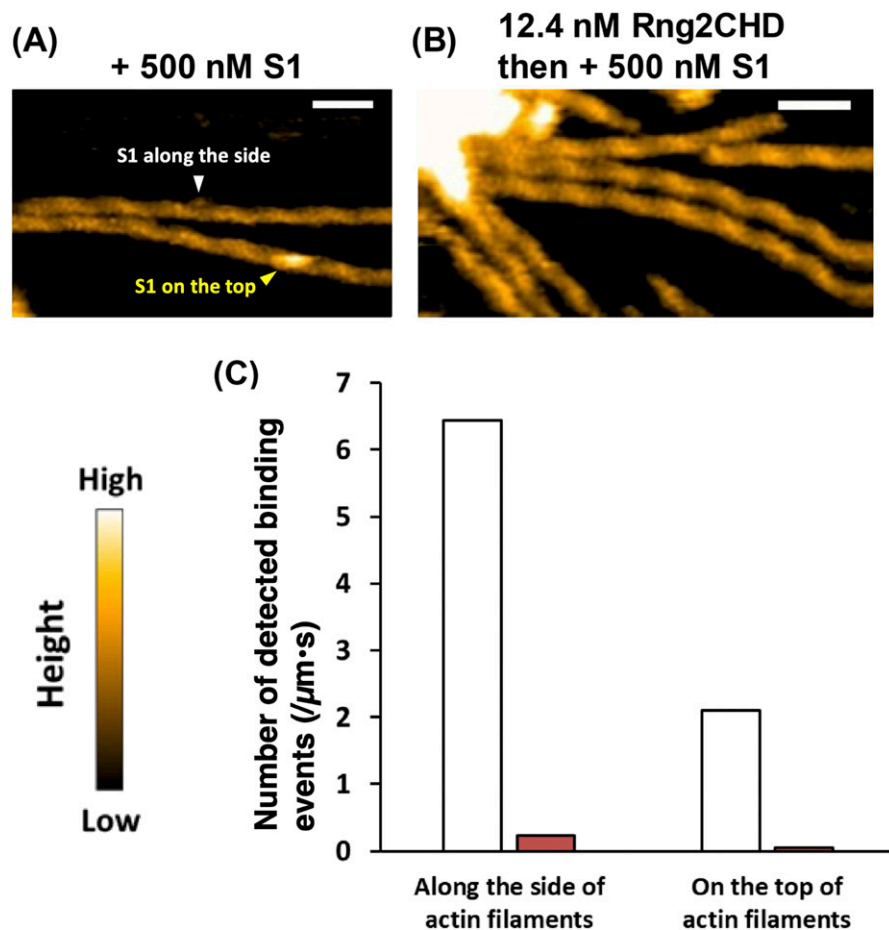 (A)
+ 500 nM S1
(B)
12.4 nM Rng2CHD
then + 500 nM S1
S1 along the side
S1 on the top
(C)
High
Height
Low
Number of detected binding
events (/μm•s)
7
6
5
4
3
2
1
0
Along the side of
actin filaments
On the top of
actin filaments